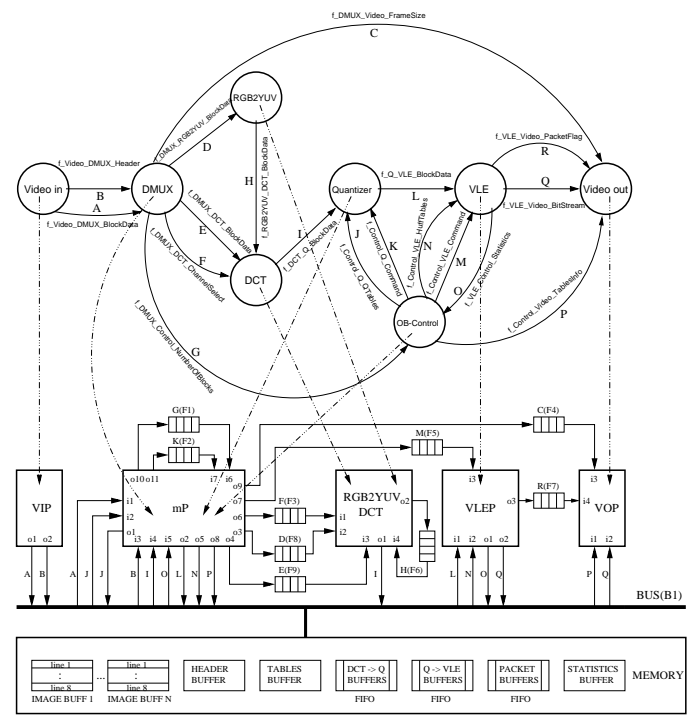 f_DMUX_Video_FrameSize
C
RGB2YUV
f_DMUX_RGB2YUV_BlockData
D
f_VLE_Video_PacketFlag
R
f_Video_DMUX_Header
H
f_RGB2YUV_DCT_BlockData
f_Q_VLE_BlockData
Video in
B
DMUX
Quantizer
L
VLE
Q
Video out
A
f_Video_DMUX_BlockData
f_DMUX_DCT_BlockData
E
F
f_DMUX_DCT_ChannelSelect
I
f_DCT_Q_BlockData
DCT
J
K
f_Control_Q_Command
f_Control_Q_QTables
f_Control_VLE_HuffTables
N
f_Control_VLE_Command
M
O
f_VLE_Control_Statistics
f_VLE_Video_BitStream
OB-Control
f_Control_Video_TablesInfo
P
f_DMUX_Control_NumberOfBlocks
G
G(F1)
K(F2)
C(F4)
M(F5)
o10 o11
i7 i6
o9
i3
i3
VIP
i1
i2
o1
mP
o7
o6
o3
F(F3)
D(F8)
E(F9)
RGB2YUV
DCT
o2
i1
i2
VLEP
o3
R(F7)
i4
VOP
o1 o2
i3 i4 i5 o2 o5 o8 o4
i3 o1 i4
H(F6)
i1 i2 o1 o2
i1 i2
A B
A J J
B I O L N P
I
L N O Q
P Q
BUS(B1)
line 1
:
line 8
...
line 1
:
line 8
IMAGE BUFF 1
IMAGE BUFF N
HEADER
BUFFER
TABLES
BUFFER
DCT -> Q
BUFFERS
FIFO
Q -> VLE
BUFFERS
FIFO
PACKET
BUFFERS
FIFO
STATISTICS
BUFFER
MEMORY